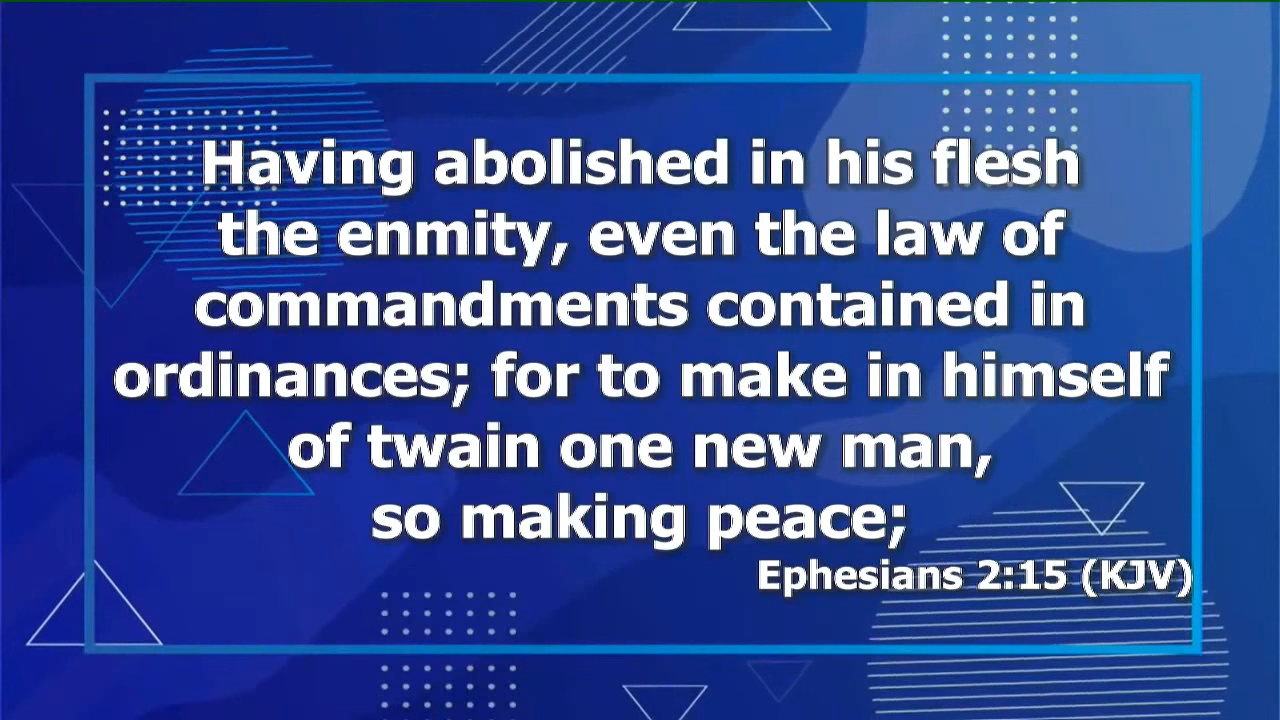 Having abolished in his flesh
the enmity, even the law of
commandments contained in
ordinances; for to make in himself
of twain one new man,
so making peace;
Ephesians 2:15 (KJV)